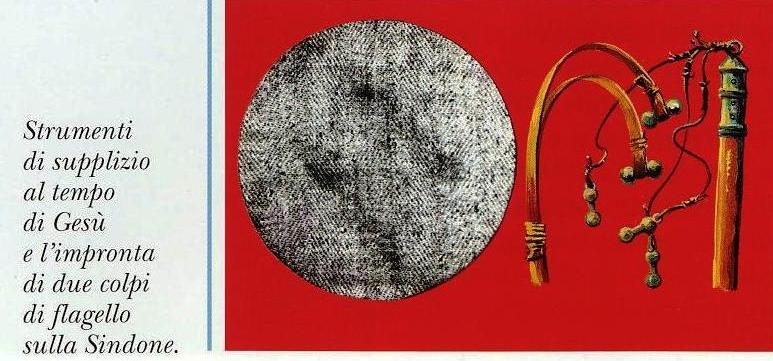 Strumenti
di supplizio
al tempo
di Gesù
e l'impronta
di due colpi
di flagello
sulla Sindone.